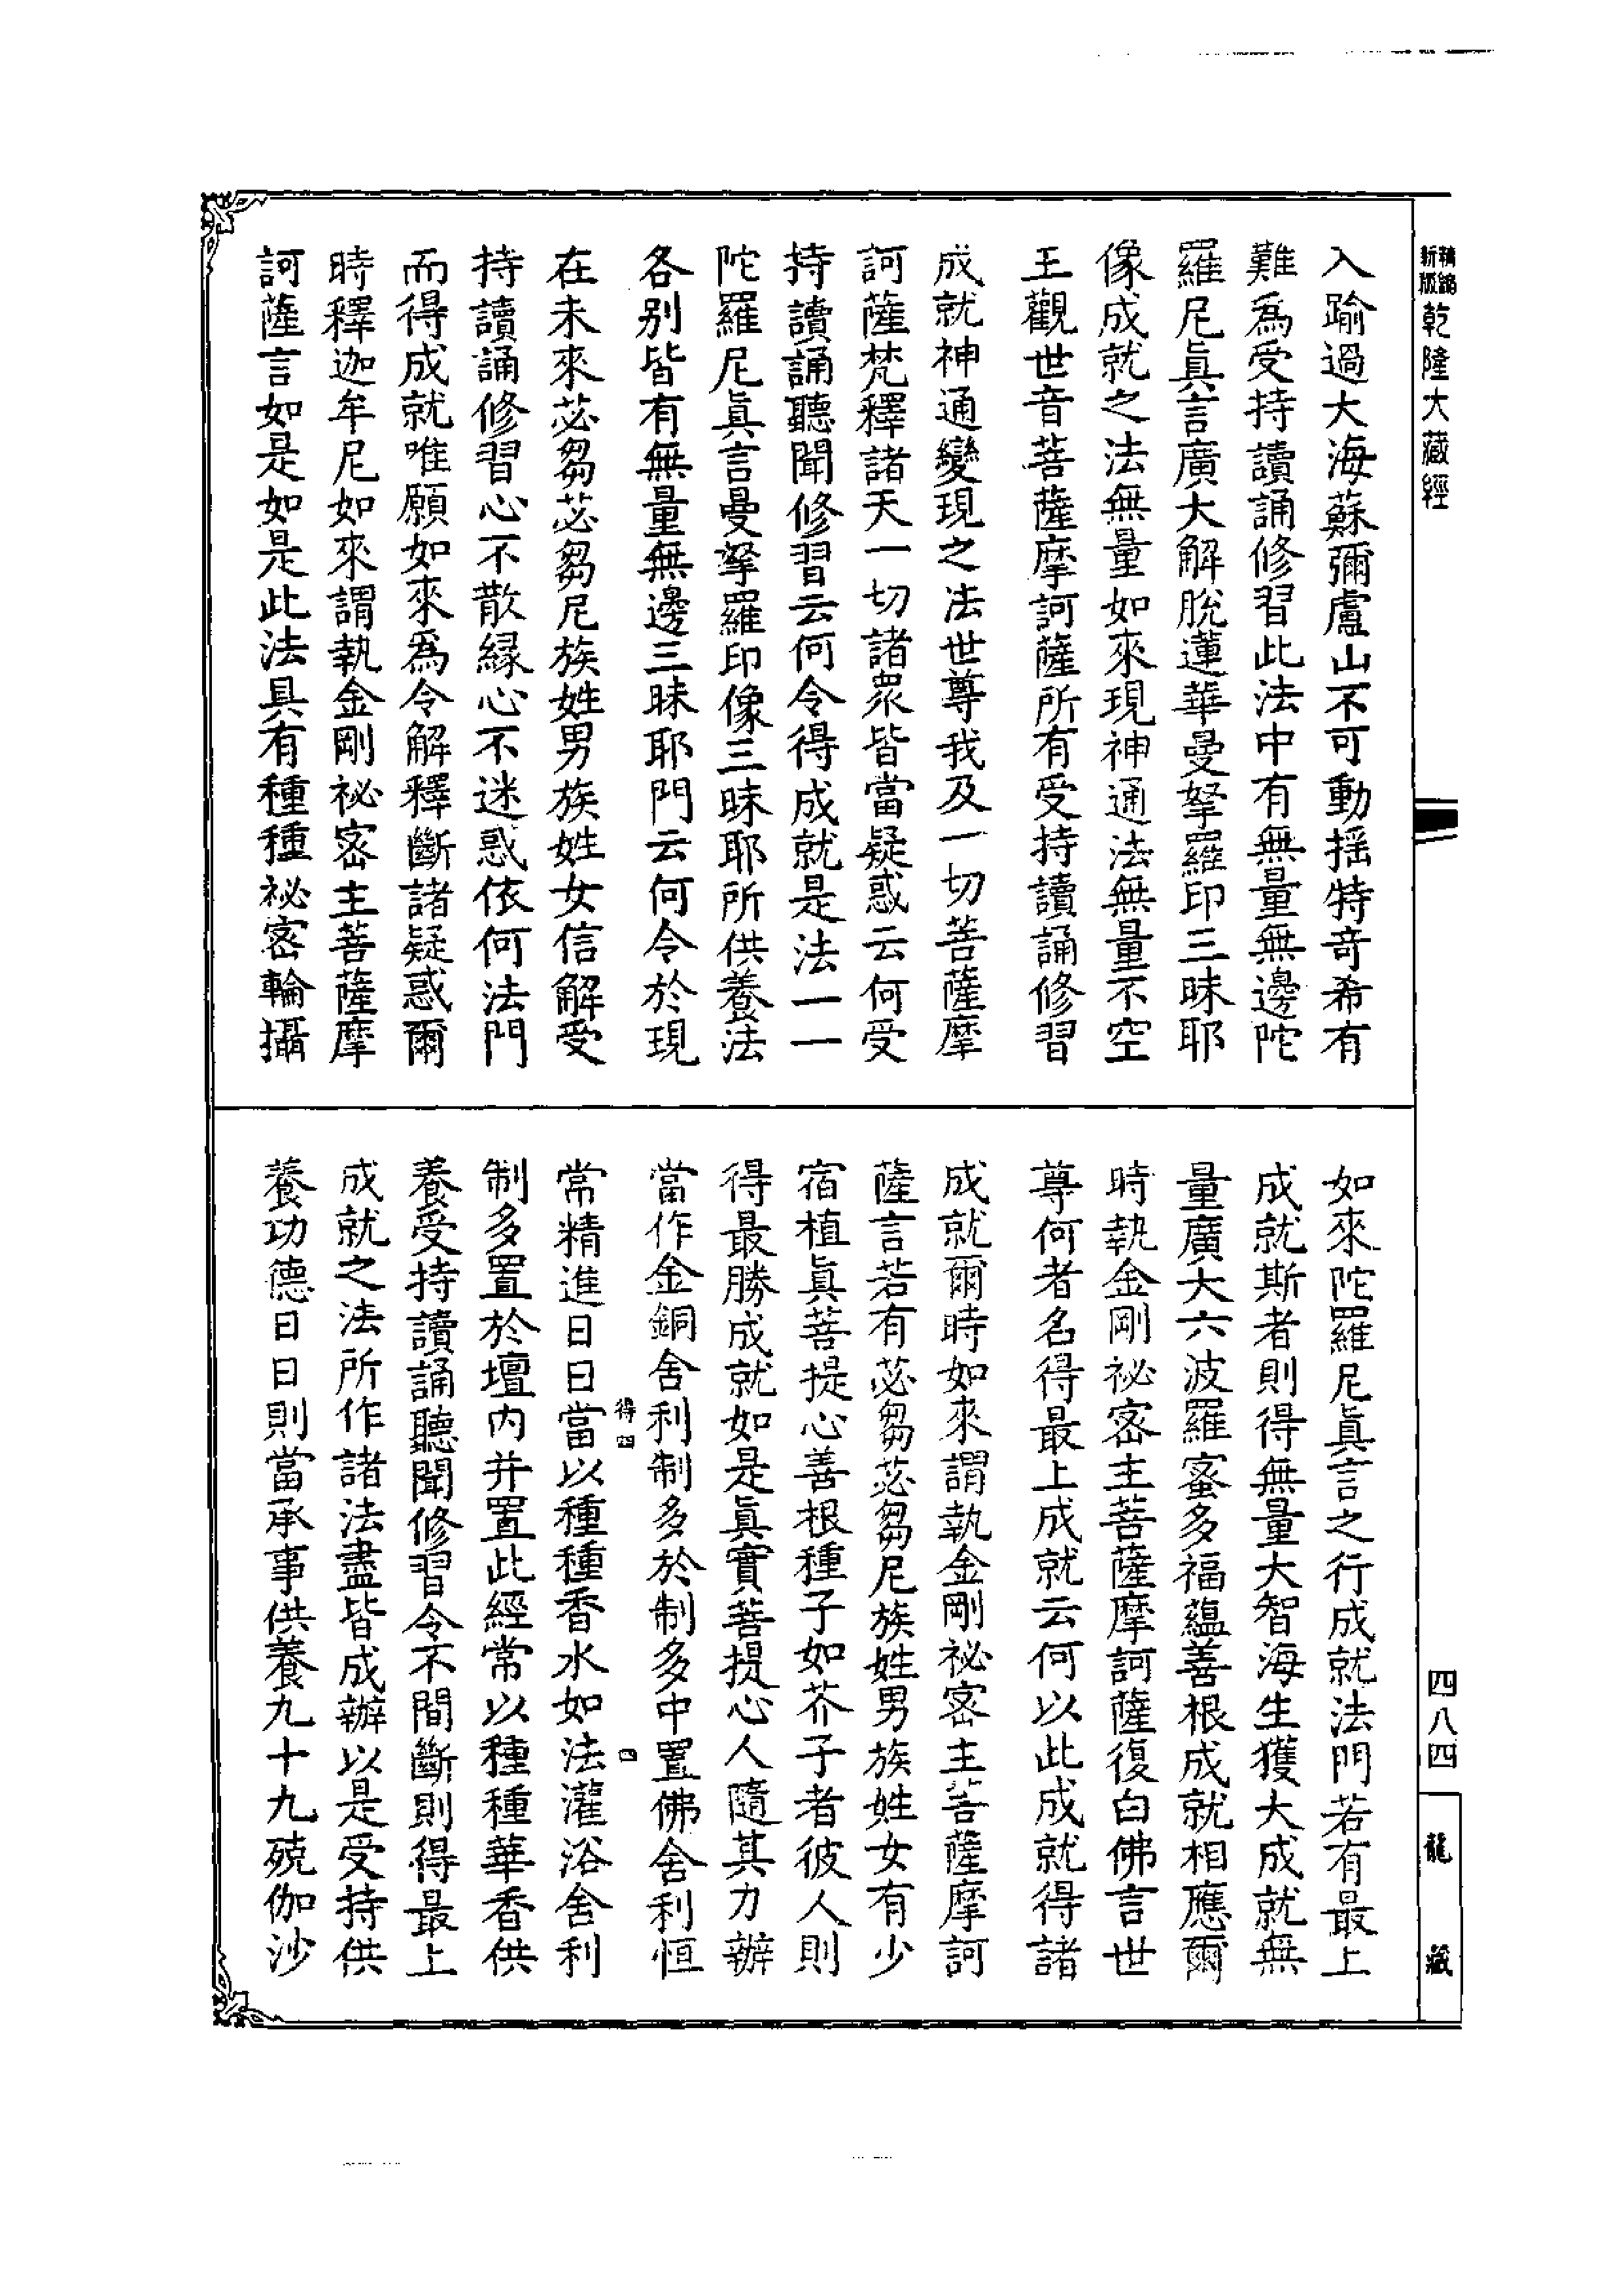 精錦
新版
乾隆大藏經
入踰過大海蘇彌盧山不可動揺特竒希有
難爲受持讀誦修習此法中有無量無邊陀
羅尼眞言廣大解脫蓮華曼拏羅印三昧耶
像成就之法無量如來現神通法無量不空
王觀世音菩薩摩訶薩所有受持讀誦修習
成就神通變現之法世尊我及一切菩薩摩
訶薩梵釋諸天一切諸衆皆當疑惑云何受
持讀誦聽聞修習云何令得成就是法一一
陀羅尼眞言曼拏羅印像三昧耶所供養法
各別皆有無量無邊三昧耶門云何令於現
在未來苾芻苾芻尼族姓男族姓女信解受
持讀誦修習心不散緣心不迷惑依何法門
而得成就唯願如來爲令解釋斷諸疑惑爾
時釋迦牟尼如來謂執金剛祕密主菩薩摩
訶薩言如是如是此法具有種種祕密輪攝
如來陀羅尼眞言之行成就法門若有最上
成就斯者則得無量大智海生獲大成就無
量廣大六波羅蜜多福蘊善根成就相應爾
時執金剛祕密主菩薩摩訶薩復白佛言世
尊何者名得最上成就云何以此成就得諸
成就爾時如來謂執金剛祕密主菩薩摩訶
薩言若有苾芻苾芻尼族姓男族姓女有少
宿植眞菩提心善根種子如芥子者彼人則
得最勝成就如是眞實菩提心人隨其力辦
當作金銅舍利制多於制多中置佛舍利恒
得四
四
常精進日日當以種種香水如法灌浴舍利
制多置於壇內并置此經常以種種華香供
養受持讀誦聽聞修習令不間斷則得最上
成就之法所作諸法盡皆成辦以是受持供
養功德日日則當承事供養九十九殑伽沙
四八四
龍藏